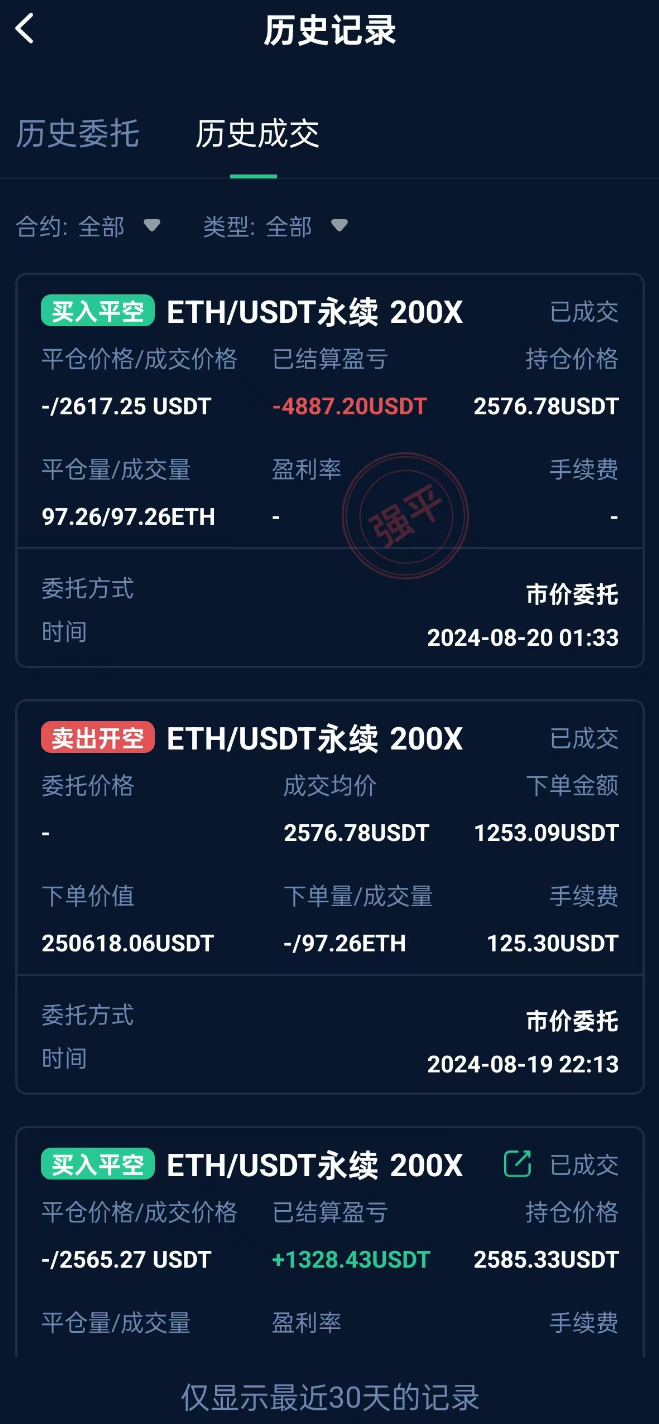 历史记录
历史委托 历史成交
合约: 全部 类型: 全部
买入平空 ETH/USDT永续 200X 已成交
平仓价格/成交价格 已结算盈亏 持仓价格
-/2617.25 USDT -4887.20USDT 2576.78USDT
平仓量/成交量 盈利率 手续费
97.26/97.26ETH - -
强平
委托方式 市价委托
时间 2024-08-20 01:33
卖出开空 ETH/USDT永续 200X 已成交
委托价格 成交均价 下单金额
- 2576.78USDT 1253.09USDT
下单价值 下单量/成交量 手续费
250618.06USDT -/97.26ETH 125.30USDT
委托方式 市价委托
时间 2024-08-19 22:13
买入平空 ETH/USDT永续 200X 已成交
平仓价格/成交价格 已结算盈亏 持仓价格
-/2565.27 USDT +1328.43USDT 2585.33USDT
平仓量/成交量 盈利率 手续费
仅显示最近30天的记录